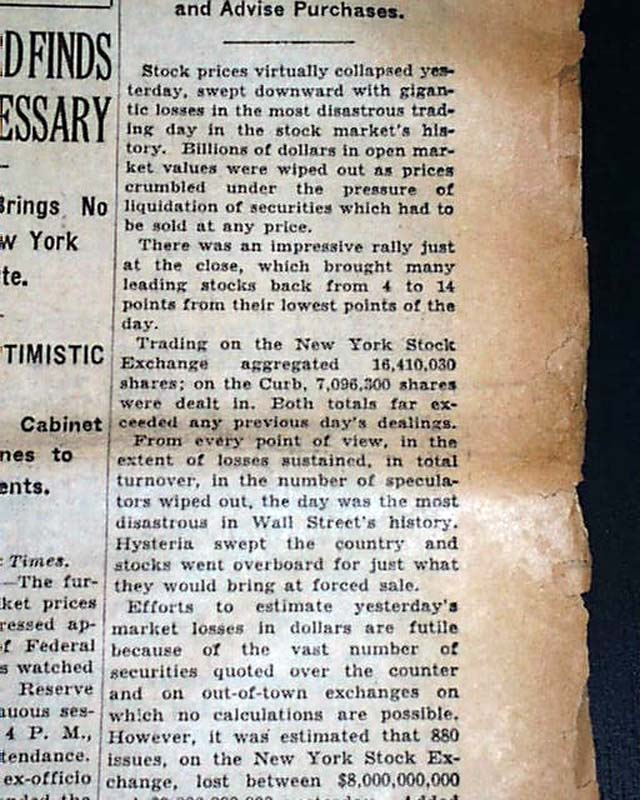 D FINDS
ESSARY
Brings No
w York
te.
TIMISTIC
Cabinet
nes to
ents.
Times.
—The fur-
ket prices
ressed ap-
f Federal
s watched
Reserve
nuous ses-
4 P. M.,
tendance.
ex-officio
and Advise Purchases.
Stock prices virtually collapsed yes-
terday, swept downward with gigan-
tic losses in the most disastrous trad-
ing day in the stock market's his-
tory. Billions of dollars in open mar-
ket values were wiped out as prices
crumbled under the pressure of
liquidation of securities which had to
be sold at any price.
There was an impressive rally just
at the close, which brought many
leading stocks back from 4 to 14
points from their lowest points of the
day.
Trading on the New York Stock
Exchange aggregated 16,410,030
shares; on the Curb, 7,096,300 shares
were dealt in. Both totals far ex-
ceeded any previous day's dealings.
From every point of view, in the
extent of losses sustained, in total
turnover, in the number of specula-
tors wiped out, the day was the most
disastrous in Wall Street's history.
Hysteria swept the country and
stocks went overboard for just what
they would bring at forced sale.
Efforts to estimate yesterday's
market losses in dollars are futile
because of the vast number of
securities quoted over the counter
and on out-of-town exchanges on
which no calculations are possible.
However, it was estimated that 880
issues, on the New York Stock Ex-
change, lost between $8,000,000,000